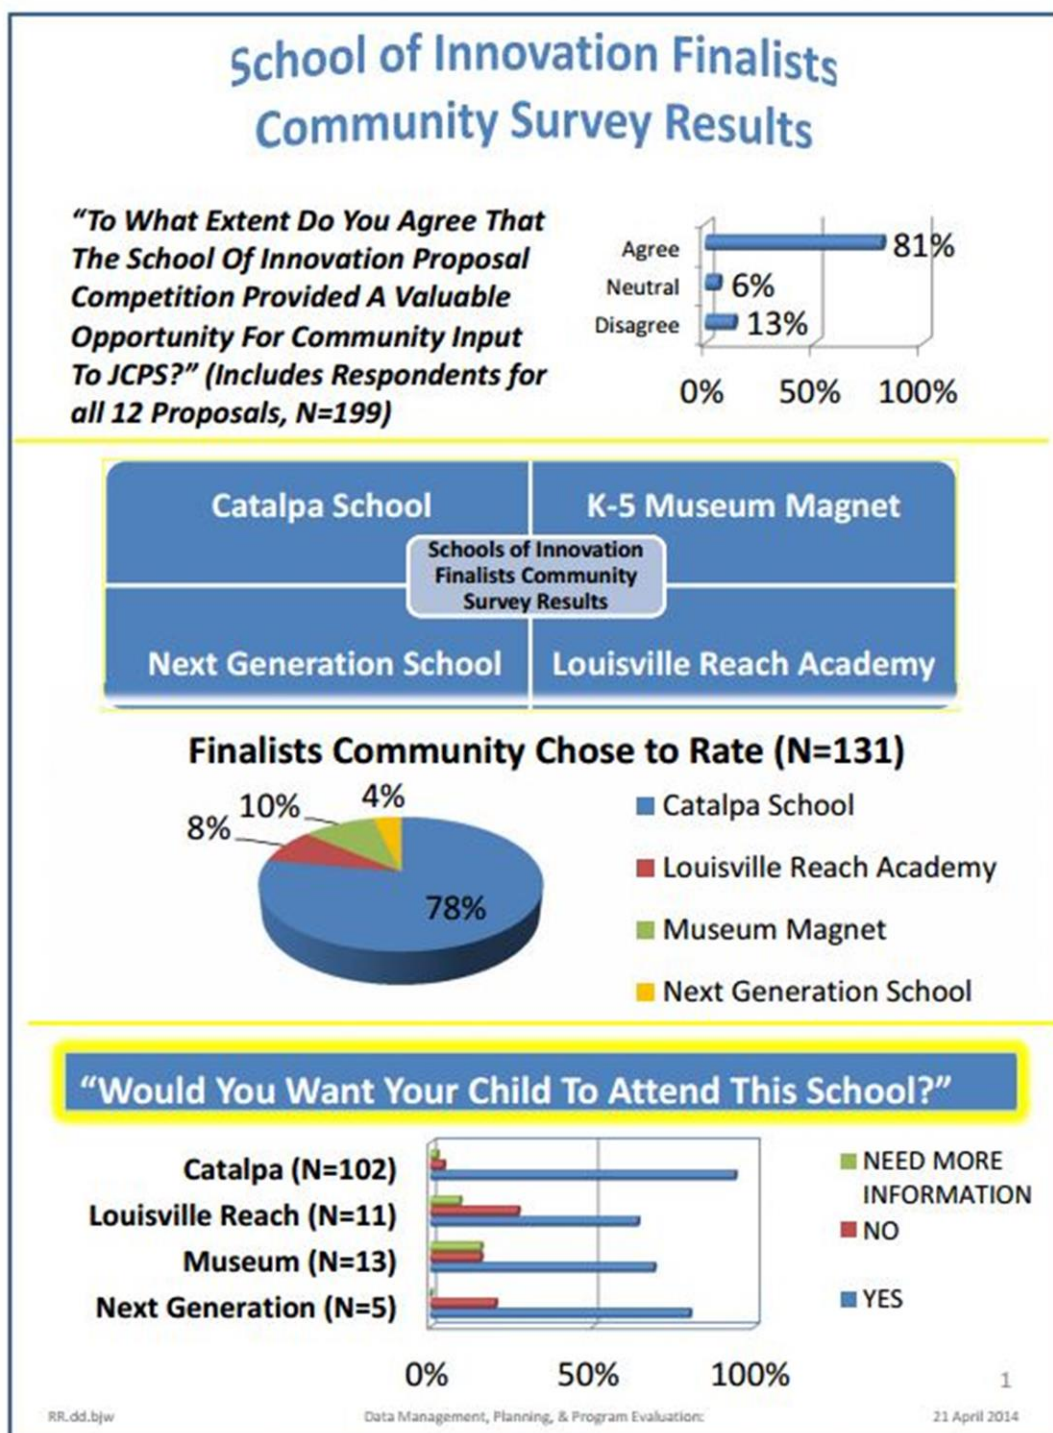 School of Innovation Finalists
Community Survey Results
“To What Extent Do You Agree That
The School Of Innovation Proposal
Competition Provided A Valuable
Opportunity For Community Input
To JCPS?” (Includes Respondents for
all 12 Proposals, N=199)
Agree 81%
Neutral 6%
Disagree 13%
0% 50% 100%
Catalpa School
K-5 Museum Magnet
Schools of Innovation
Finalists Community
Survey Results
Next Generation School
Louisville Reach Academy
Finalists Community Chose to Rate (N=131)
4%
10%
8%
78%
Catalpa School
Louisville Reach Academy
Museum Magnet
Next Generation School
“Would You Want Your Child To Attend This School?”
Catalpa (N=102)
Louisville Reach (N=11)
Museum (N=13)
Next Generation (N=5)
0% 50% 100%
NEED MORE
INFORMATION
NO
YES
1
RR.dd.bjw
Data Management, Planning, & Program Evaluation:
21 April 2014